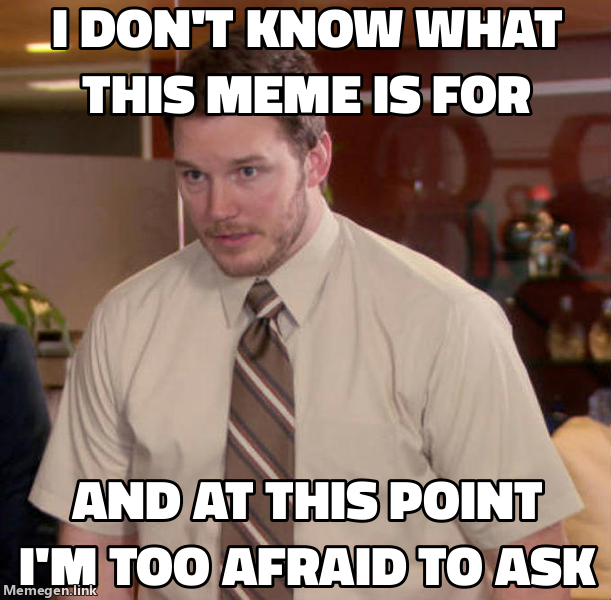 I DON'T KNOW WHAT
THIS MEME IS FOR
AND AT THIS POINT
I'M TOO AFRAID TO ASK
Memegen.link